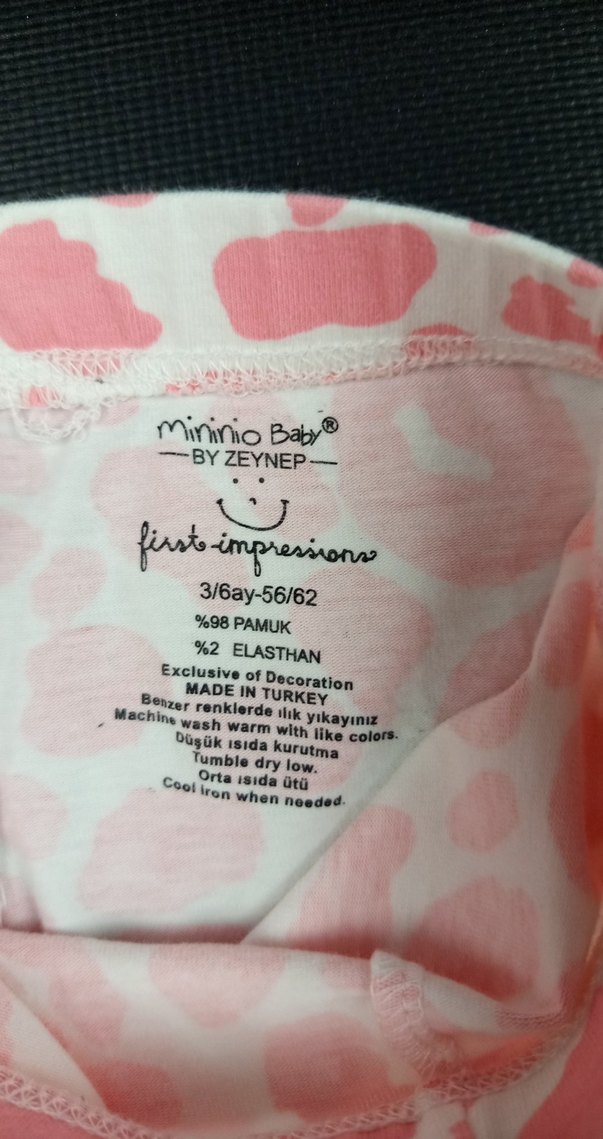 Mininio Baby®
BY ZEYNEP
first impressions
3/6ay-56/62
%98 PAMUK
%2 ELASTHAN
Exclusive of Decoration
MADE IN TURKEY
Benzer renklerde ılık yıkayınız
Machine wash warm with like colors.
Düşük ısıda kurutma
Tumble dry low.
Orta ısıda ütü
Cool iron when needed.